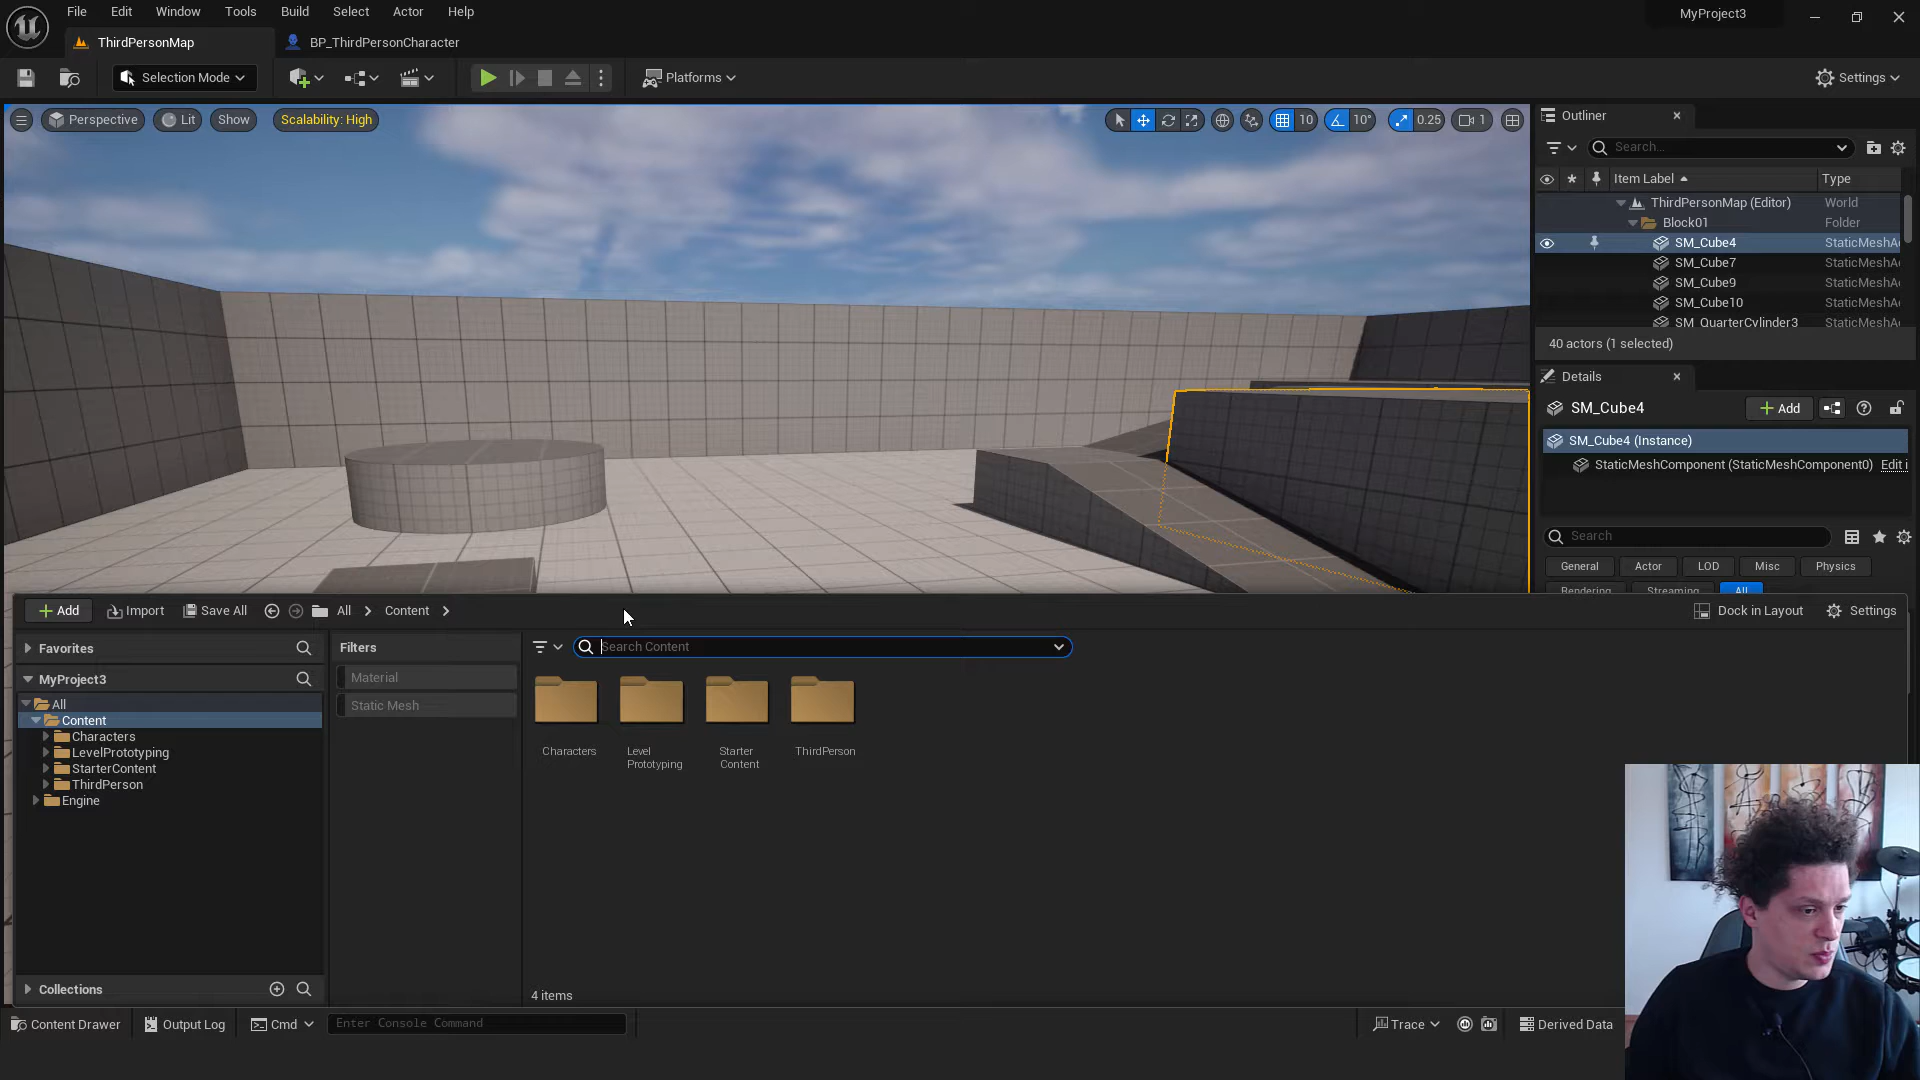 File Edit Window Tools Build Select Actor Help
MyProject3
ThirdPersonMap
BP_ThirdPersonCharacter
Selection Mode
Platforms
Settings
Perspective
Lit
Show
Scalability: High
10
10°
0.25
1
Outliner
Search...
Item Label
Type
ThirdPersonMap (Editor)
World
Block01
Folder
SM_Cube4
StaticMeshA
SM_Cube7
StaticMeshA
SM_Cube9
StaticMeshA
SM_Cube10
StaticMeshA
SM_QuarterCylinder3
StaticMeshA
40 actors (1 selected)
Details
SM_Cube4
Add
SM_Cube4 (Instance)
StaticMeshComponent (StaticMeshComponent0)
Edit i
Search
General
Actor
LOD
Misc
Physics
Rendering
Streaming
All
Add
Import
Save All
All
Content
Dock in Layout
Settings
Favorites
MyProject3
All
Content
Characters
LevelPrototyping
StarterContent
ThirdPerson
Engine
Collections
Filters
Material
Static Mesh
Search Content
Characters
Level
Prototyping
Starter
Content
ThirdPerson
4 items
Content Drawer
Output Log
Cmd
Enter Console Command
Trace
Derived Data